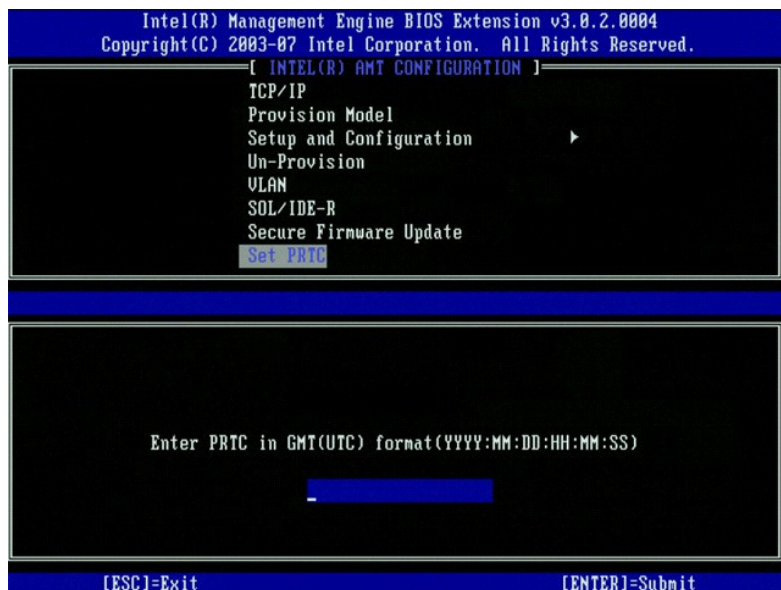 Intel(R) Management Engine BIOS Extension v3.0.2.0004
Copyright(C) 2003-07 Intel Corporation. All Rights Reserved.
[ INTEL(R) AMT CONFIGURATION ]
TCP/IP
Provision Model
Setup and Configuration
Un-Provision
VLAN
SOL/IDE-R
Secure Firmware Update
Set PRTC
Enter PRTC in GMT(UTC) format(YYYY:MM:DD:HH:MM:SS)
[ESC]=Exit [ENTER]=Submit